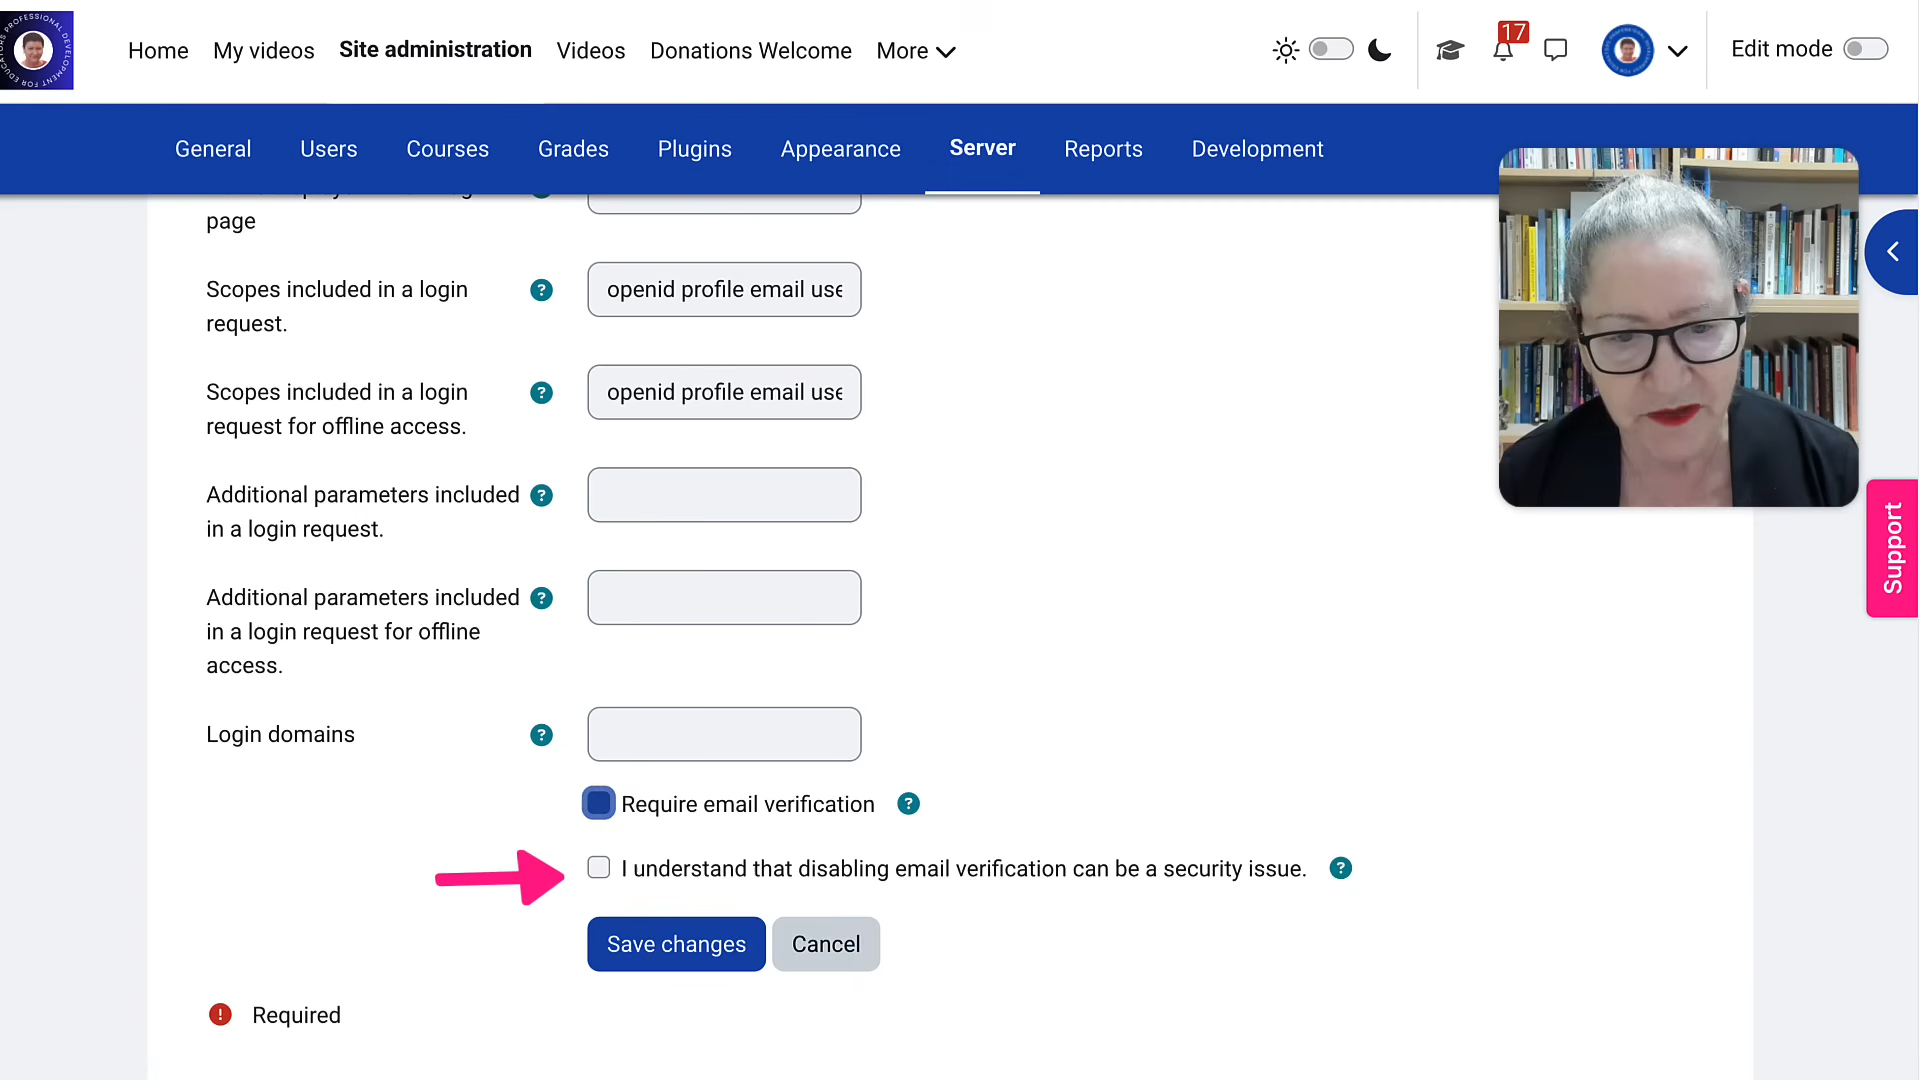 Home My videos Site administration Videos Donations Welcome More
17
Edit mode
General Users Courses Grades Plugins Appearance Server Reports Development
page
Scopes included in a login
request.
openid profile email use
Scopes included in a login
request for offline access.
openid profile email use
Additional parameters included
in a login request.
Additional parameters included
in a login request for offline
access.
Login domains
Require email verification
I understand that disabling email verification can be a security issue.
Save changes Cancel
Required
Support